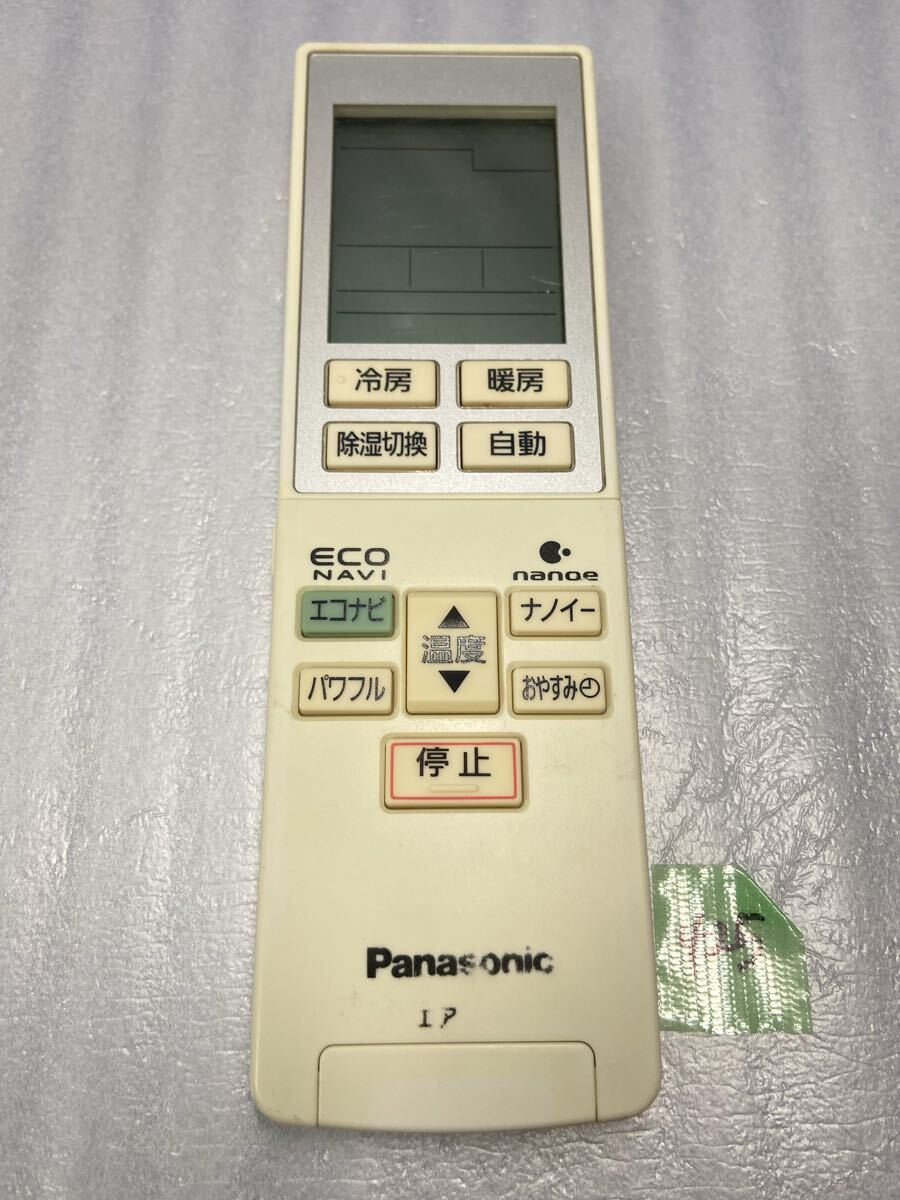 冷房 暖房
除湿切換 自動
ECO NAVI
nanoe
エコナビ 温度 ナノイー
パワフル おやすみ
停止
Panasonic